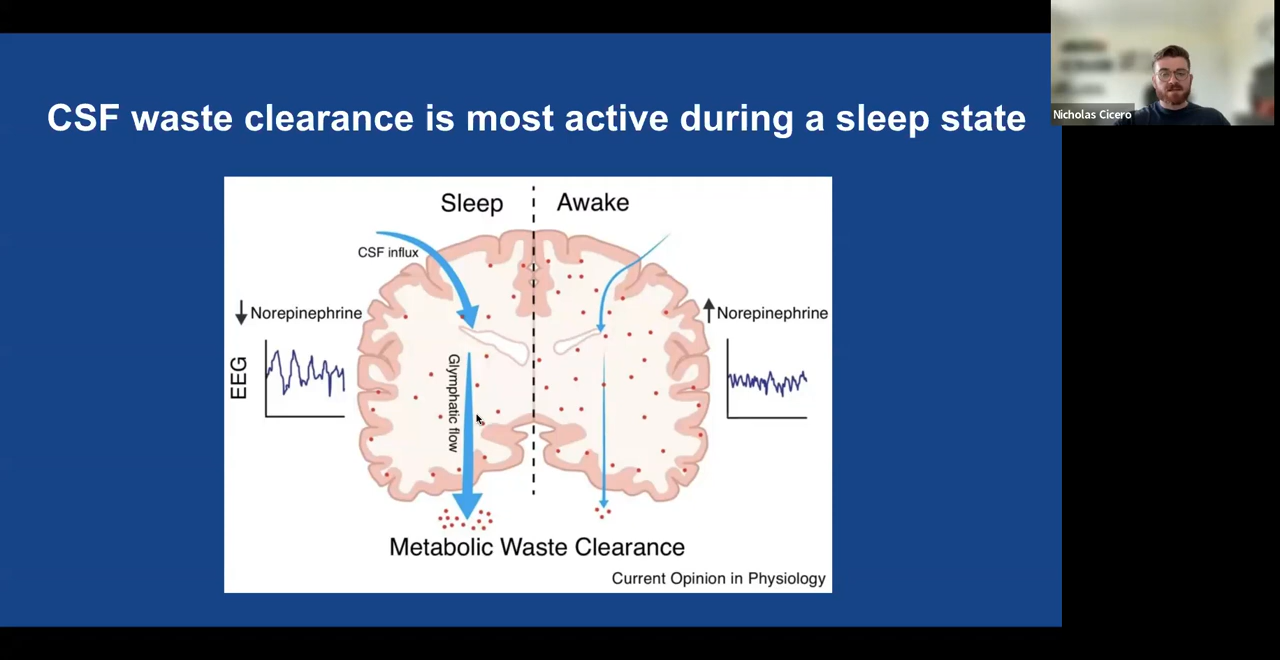 CSF waste clearance is most active during a sleep state
Nicholas Cicero
Sleep
Awake
CSF influx
Norepinephrine
Norepinephrine
EEG
Glymphatic flow
Metabolic Waste Clearance
Current Opinion in Physiology